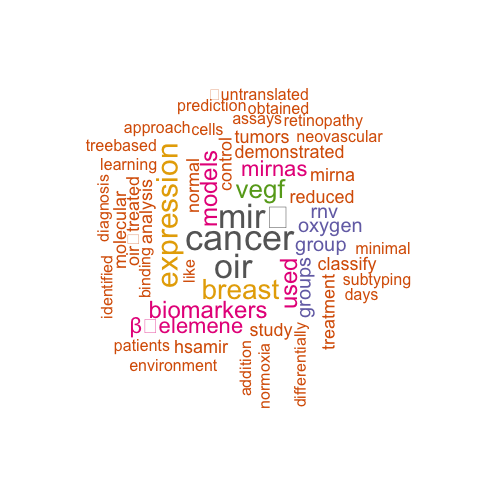 ▯untranslated
prediction obtained
assays retinopathy
approach cells
tumors neovascular
treebased
demonstrated
learning
mirnas mirna
control
normal
models
expression
vegf
reduced
diagnosis
molecular
oir▯treated
analysis
binding
identified
like
mir▯
rnv
cancer
oxygen
group minimal
oir
used
classify
groups
subtyping
breast
days
biomarkers
treatment
β▯elemene study
patients hsamir
environment
addition
normoxia
differentially